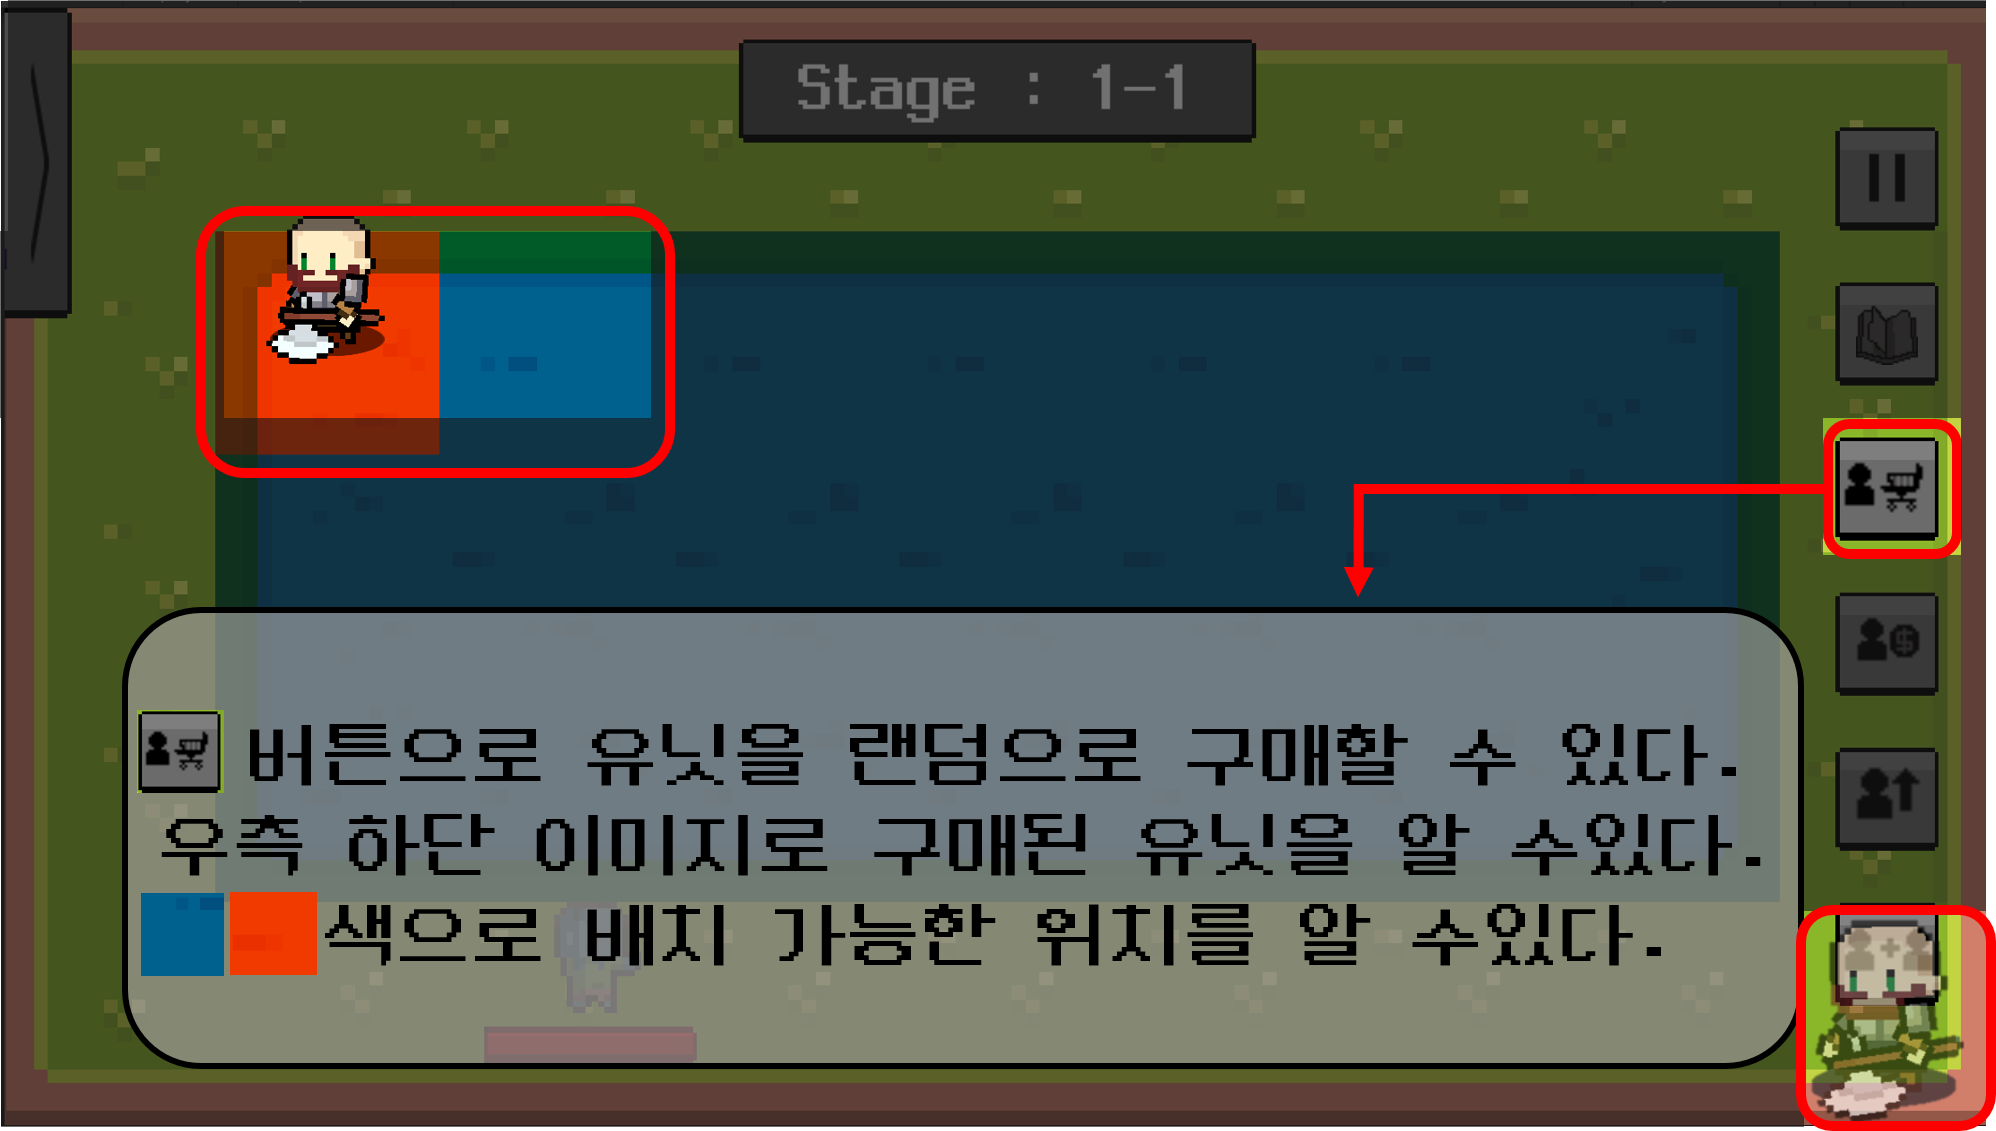 Stage : 1-1
버튼으로 유닛을 랜덤으로 구매할 수 있다.
우측 하단 이미지로 구매된 유닛을 알 수있다.
색으로 배치 가능한 위치를 알 수있다.